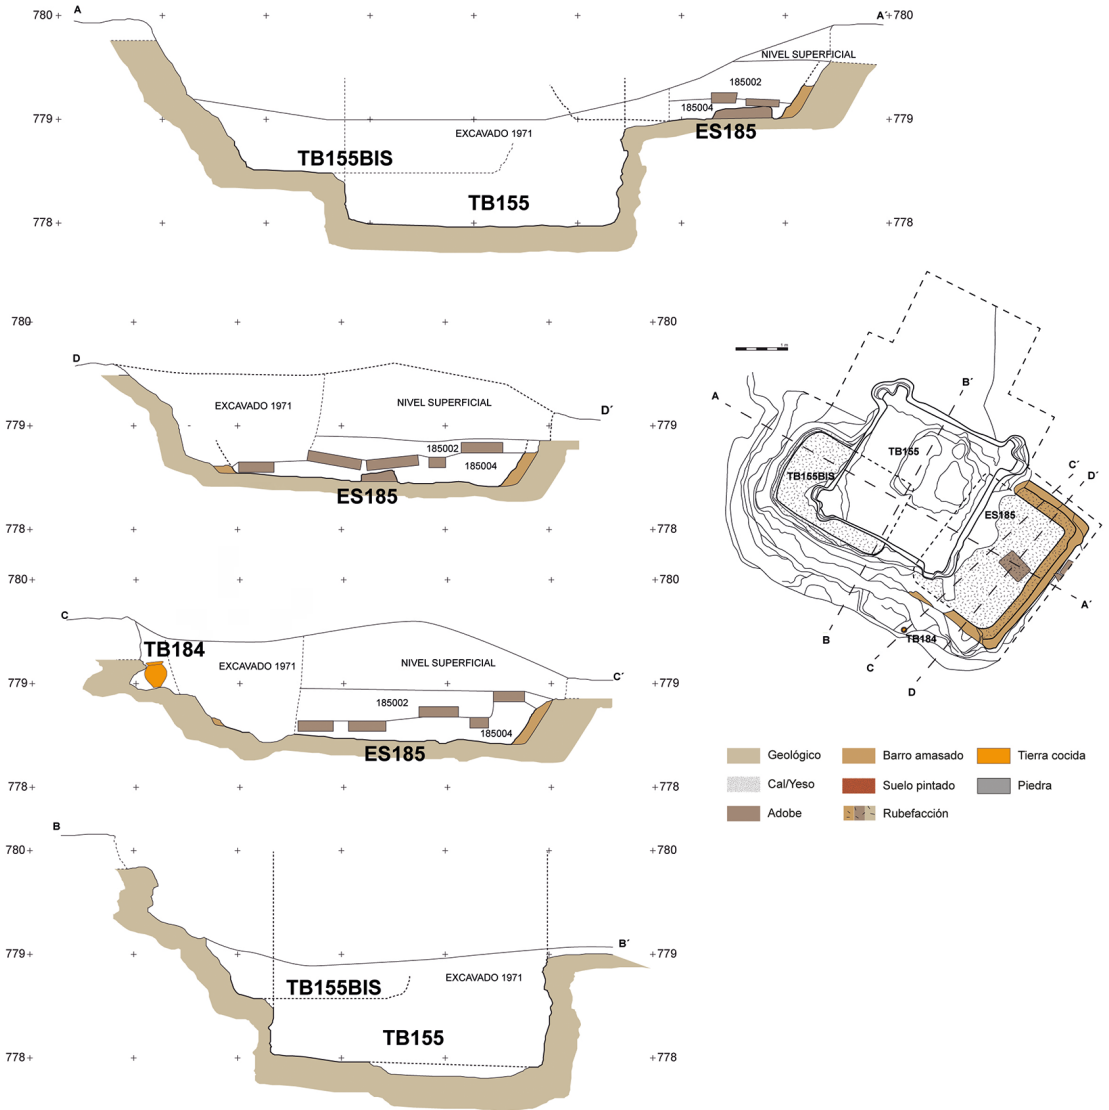 A
A´
780
780
NIVEL SUPERFICIAL
185002
185004
779
779
EXCAVADO 1971
ES185
TB155BIS
TB155
778
778
780
780
D
D´
EXCAVADO 1971
NIVEL SUPERFICIAL
779
779
185002
185004
ES185
778
778
780
780
C
C´
TB184
EXCAVADO 1971
NIVEL SUPERFICIAL
779
779
185002
185004
ES185
778
778
B
B´
780
780
779
779
EXCAVADO 1971
TB155BIS
TB155
778
778
A
B´
TB155
C´
D´
TB155BIS
ES185
A´
B
TB184
C
D
Geológico
Barro amasado
Tierra cocida
Cal/Yeso
Suelo pintado
Piedra
Adobe
Rubefacción